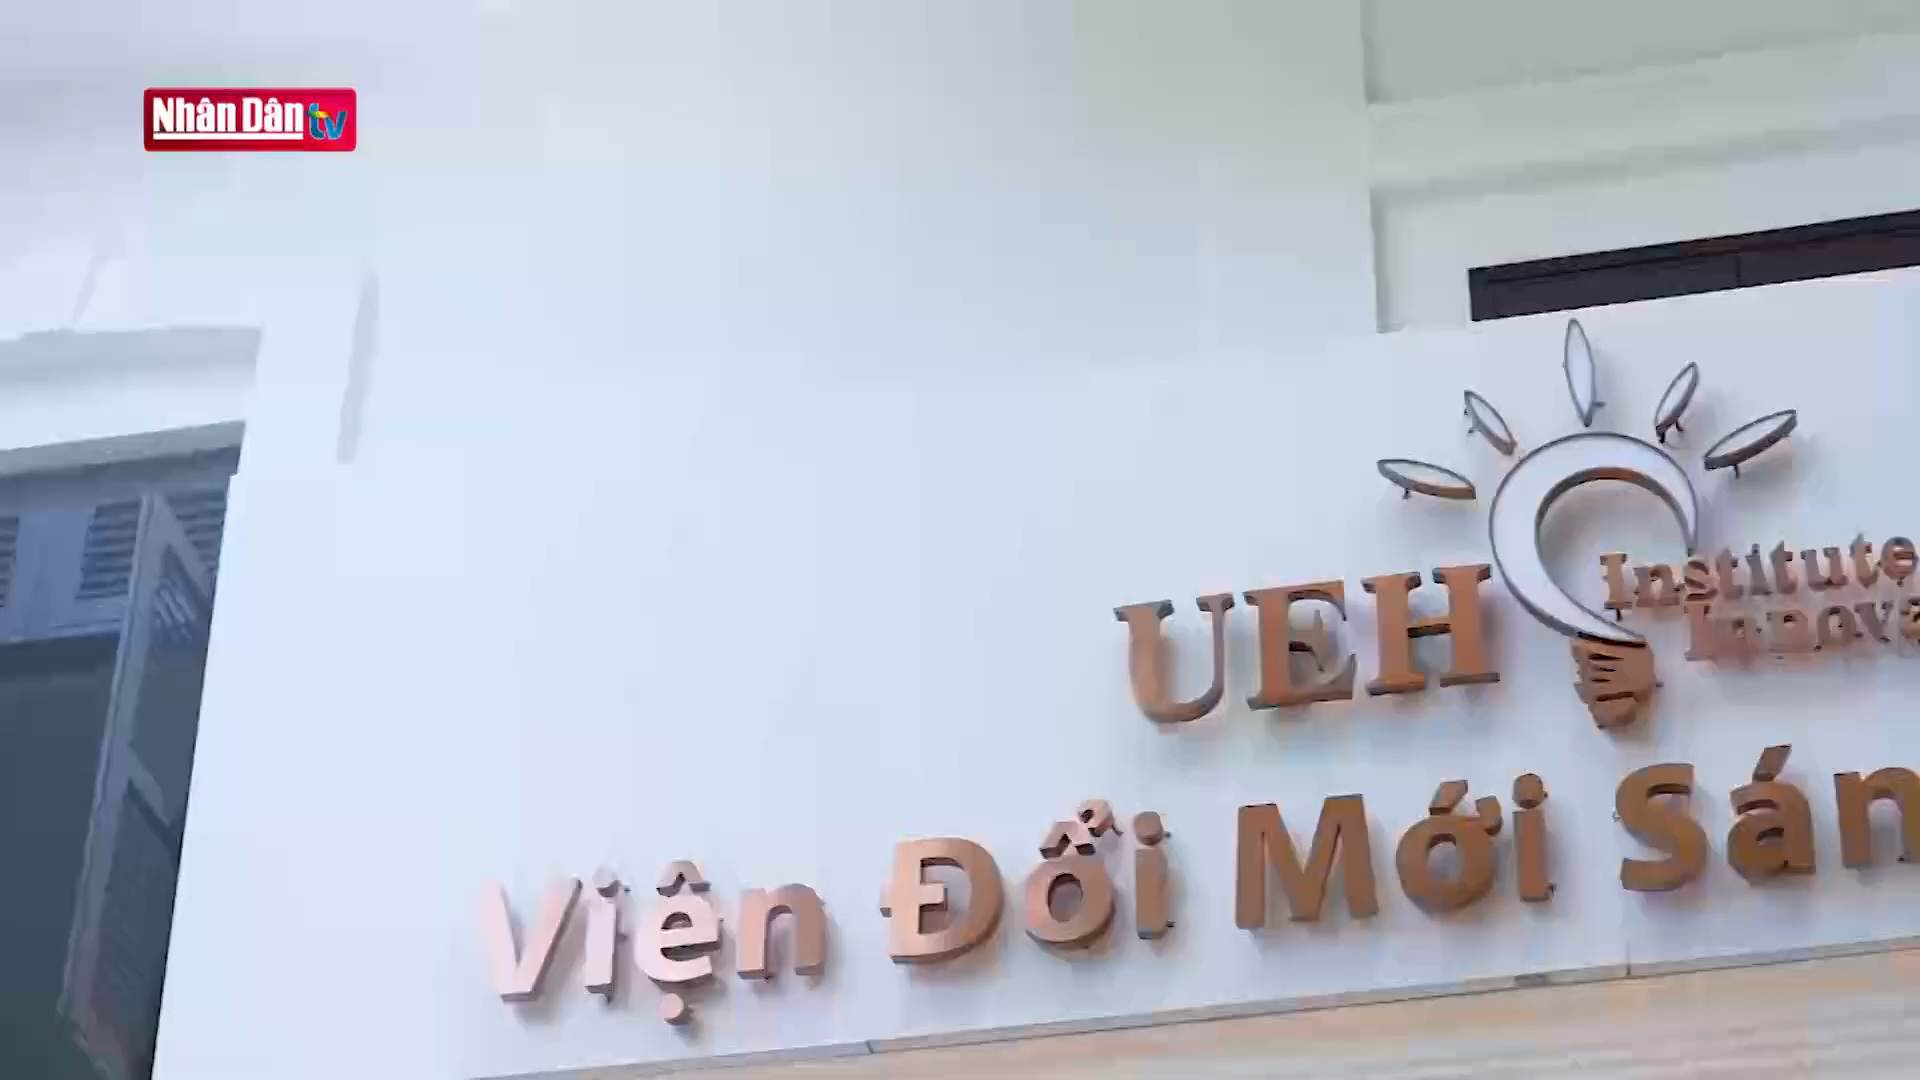 Nhân Dân tv
UEH
Institute
Viện Đổi Mới Sán